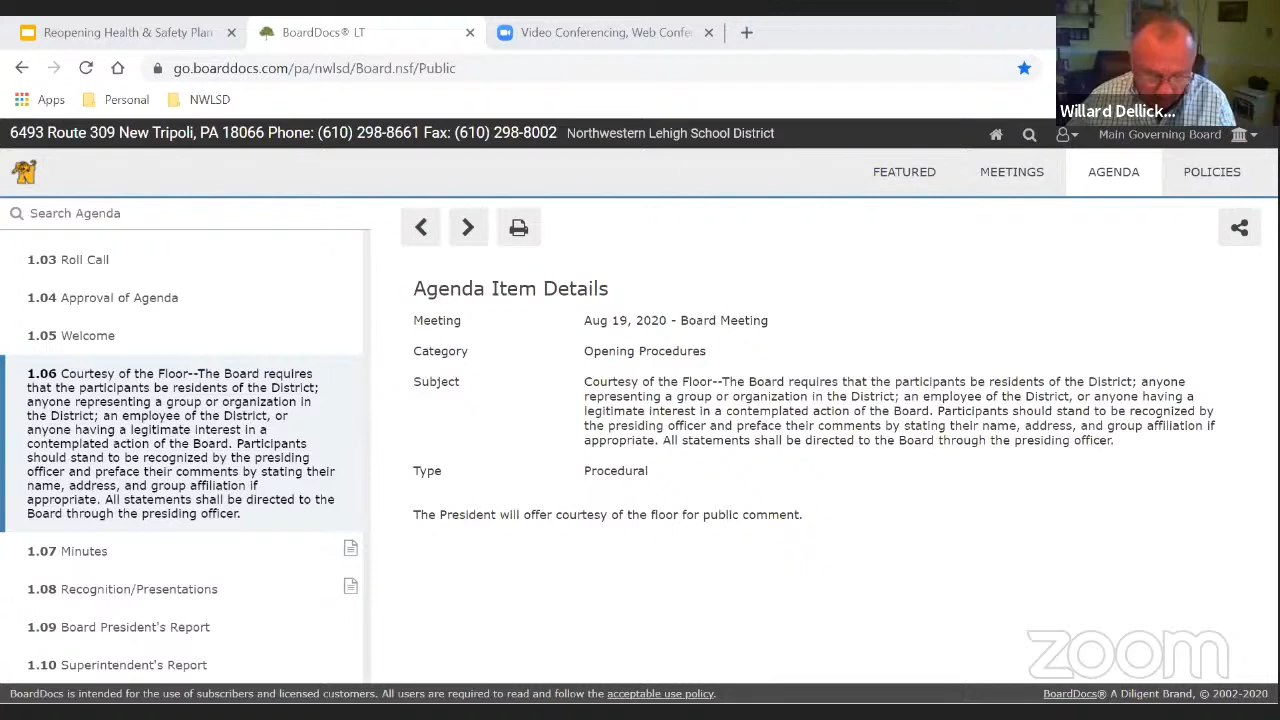 Reopening Health & Safety Plan
BoardDocs® LT
Video Conferencing, Web Confe
go.boarddocs.com/pa/nwlsd/Board.nsf/Public
Apps
Personal
NWLSD
Willard Dellick...
6493 Route 309 New Tripoli, PA 18066 Phone: (610) 298-8661 Fax: (610) 298-8002 Northwestern Lehigh School District
Main Governing Board
FEATURED
MEETINGS
AGENDA
POLICIES
Search Agenda
1.03 Roll Call
1.04 Approval of Agenda
1.05 Welcome
1.06 Courtesy of the Floor--The Board requires
that the participants be residents of the District;
anyone representing a group or organization in
the District; an employee of the District, or
anyone having a legitimate interest in a
contemplated action of the Board. Participants
should stand to be recognized by the presiding
officer and preface their comments by stating their
name, address, and group affiliation if
appropriate. All statements shall be directed to the
Board through the presiding officer.
1.07 Minutes
1.08 Recognition/Presentations
1.09 Board President's Report
1.10 Superintendent's Report
Agenda Item Details
Meeting
Aug 19, 2020 - Board Meeting
Category
Opening Procedures
Subject
Courtesy of the Floor--The Board requires that the participants be residents of the District; anyone
representing a group or organization in the District; an employee of the District, or anyone having a
legitimate interest in a contemplated action of the Board. Participants should stand to be recognized by the
presiding officer and preface their comments by stating their name, address, and group affiliation if
appropriate. All statements shall be directed to the Board through the presiding officer.
Type
Procedural
The President will offer courtesy of the floor for public comment.
zoom
BoardDocs is intended for the use of subscribers and licensed customers. All users are required to read and follow the acceptable use policy.
BoardDocs® A Diligent Brand, © 2002-2020